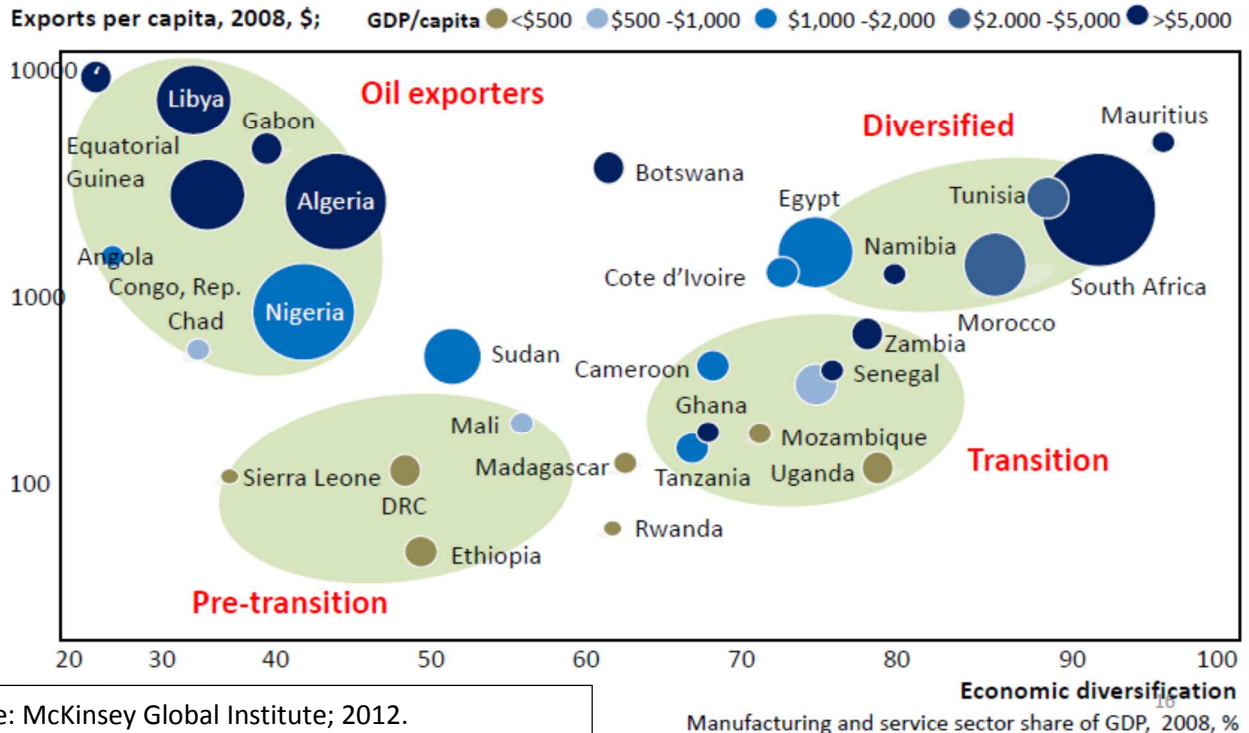 Exports per capita, 2008, $; GDP/capita <$500 $500 -$1,000 $1,000 -$2,000 $2.000 -$5,000 >$5,000
10000
Libya
Oil exporters
Gabon
Equatorial
Guinea
Algeria
Angola
Congo, Rep.
1000
Chad
Nigeria
Botswana
Diversified
Mauritius
Egypt
Tunisia
Namibia
Cote d’Ivoire
South Africa
Morocco
Sudan
Zambia
Cameroon
Senegal
Ghana
Mali
Mozambique
Madagascar
Tanzania
Uganda
Transition
100
Sierra Leone
DRC
Rwanda
Ethiopia
Pre-transition
20 30 40 50 60 70 80 90 100
Economic diversification
16
Manufacturing and service sector share of GDP, 2008, %
e: McKinsey Global Institute; 2012.